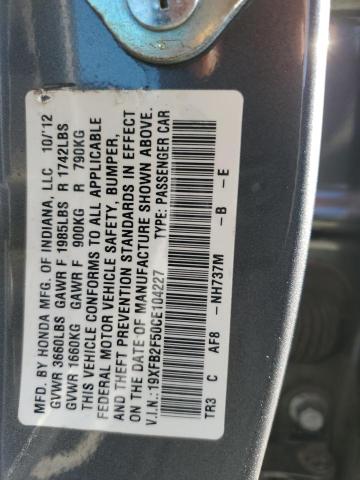 MFD. BY HONDA MFG. OF INDIANA, LLC 10/'12
GVWR 3660LBS GAWR F 1985LBS R 1742LBS
GVWR 1660KG GAWR F 900KG R 790KG
THIS VEHICLE CONFORMS TO ALL APPLICABLE
FEDERAL MOTOR VEHICLE SAFETY, BUMPER,
AND THEFT PREVENTION STANDARDS IN EFFECT
ON THE DATE OF MANUFACTURE SHOWN ABOVE.
V.I.N.:19XFB2F50CE104227 TYPE: PASSENGER CAR
TR3 C AF8 -NH737M -B -E